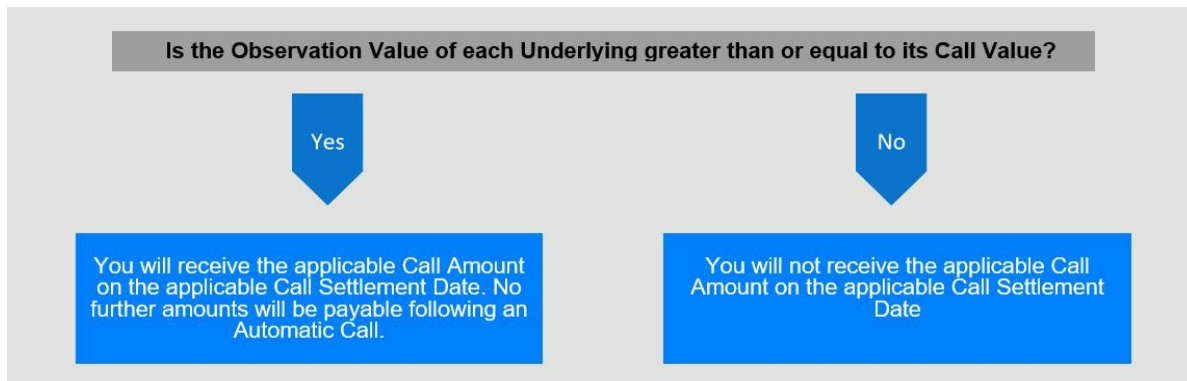 Is the Observation Value of each Underlying greater than or equal to its Call Value?
Yes
No
You will receive the applicable Call Amount
on the applicable Call Settlement Date. No
further amounts will be payable following an
Automatic Call.
You will not receive the applicable Call
Amount on the applicable Call Settlement
Date